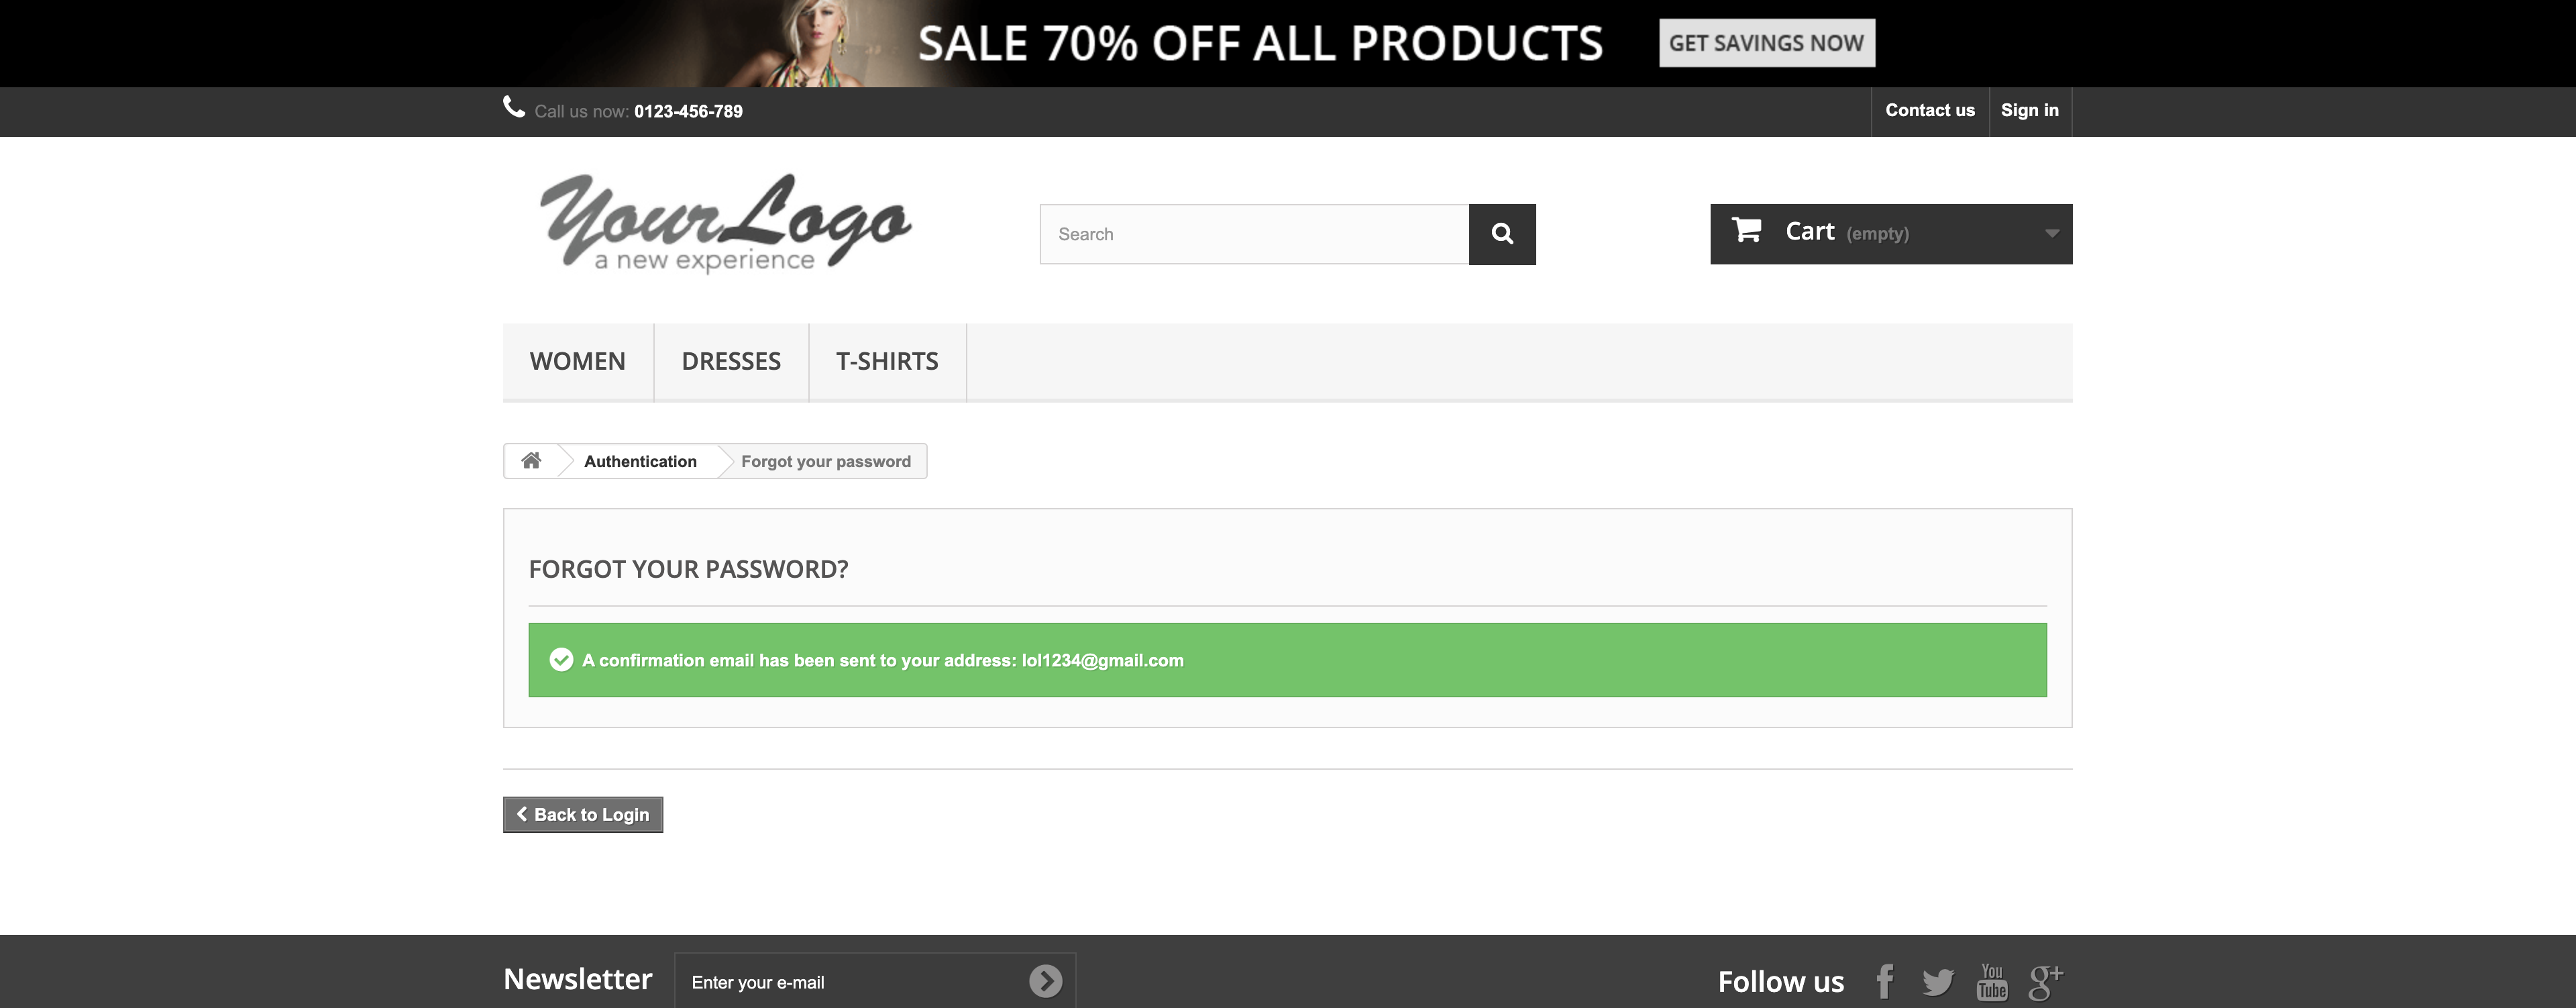 SALE 70% OFF ALL PRODUCTS GET SAVINGS NOW
Call us now: 0123-456-789 Contact us Sign in
Your Logo
a new experience
Search
Cart (empty)
WOMEN DRESSES T-SHIRTS
Authentication Forgot your password
FORGOT YOUR PASSWORD?
A confirmation email has been sent to your address: lol1234@gmail.com
Back to Login
Newsletter Enter your e-mail Follow us
You
Tube
g+